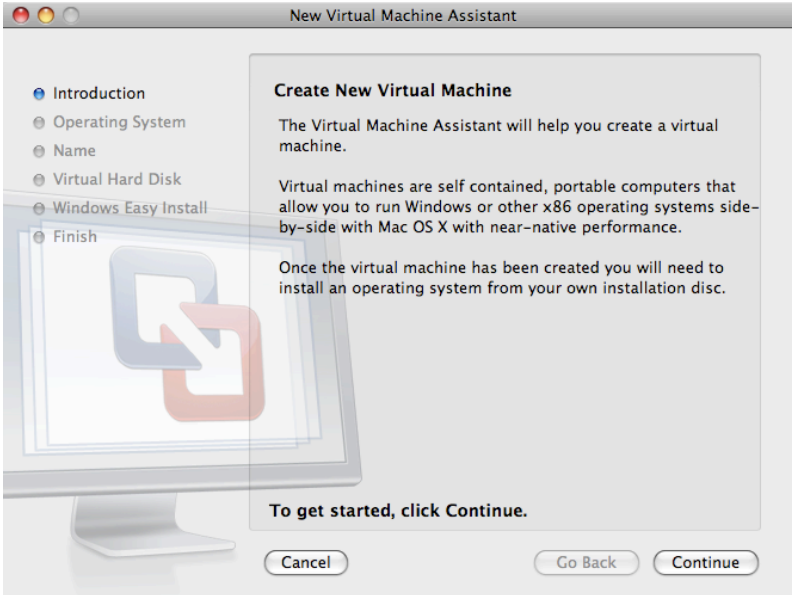 New Virtual Machine Assistant
Introduction
Operating System
Name
Virtual Hard Disk
Windows Easy Install
Finish
Create New Virtual Machine
The Virtual Machine Assistant will help you create a virtual
machine.
Virtual machines are self contained, portable computers that
allow you to run Windows or other x86 operating systems side-
by-side with Mac OS X with near-native performance.
Once the virtual machine has been created you will need to
install an operating system from your own installation disc.
To get started, click Continue.
Cancel
Go Back
Continue